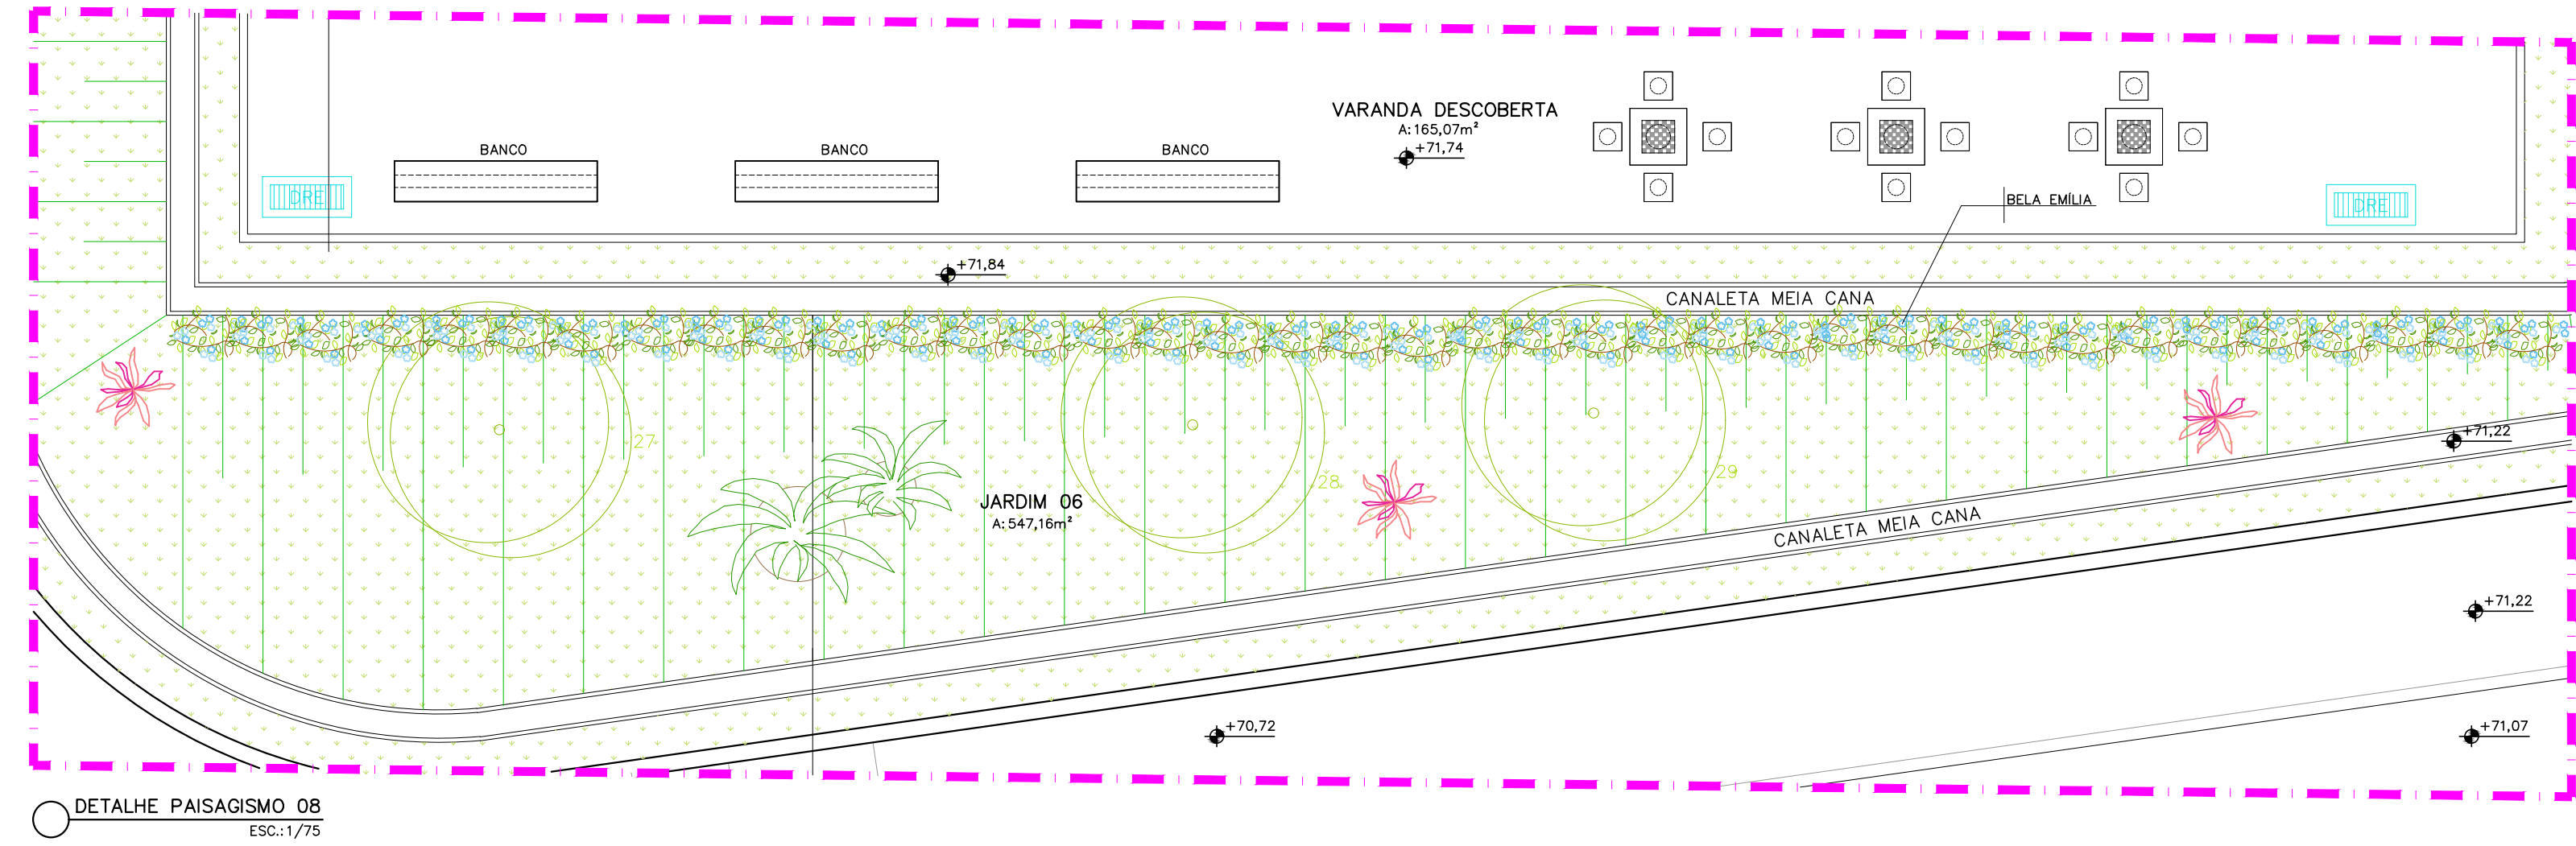 VARANDA DESCOBERTA
A: 165,07m²
+71,74
BANCO
BANCO
BANCO
DRE
DRE
BELA EMÍLIA
+71,84
CANALETA MEIA CANA
27
28
29
JARDIM 06
A: 547,16m²
+71,22
CANALETA MEIA CANA
+71,22
+70,72
+71,07
DETALHE PAISAGISMO 08
ESC.: 1/75